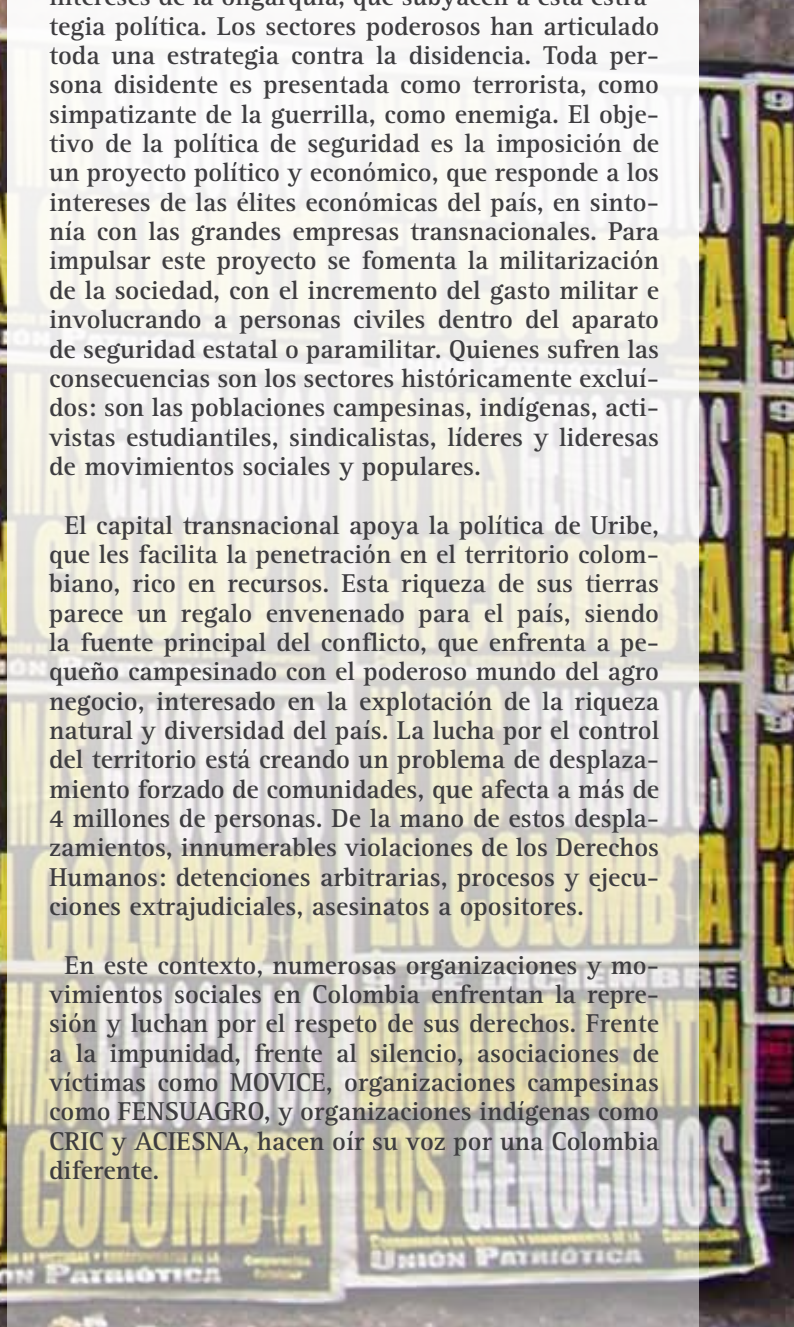 intereses de la oligarquía, que subyacen a esta estra-
tegia política. Los sectores poderosos han articulado
toda una estrategia contra la disidencia. Toda per-
sona disidente es presentada como terrorista, como
simpatizante de la guerrilla, como enemiga. El obje-
tivo de la política de seguridad es la imposición de
un proyecto político y económico, que responde a los
intereses de las élites económicas del país, en sinto-
nía con las grandes empresas transnacionales. Para
impulsar este proyecto se fomenta la militarización
de la sociedad, con el incremento del gasto militar e
involucrando a personas civiles dentro del aparato
de seguridad estatal o paramilitar. Quienes sufren las
consecuencias son los sectores históricamente excluí-
dos: son las poblaciones campesinas, indígenas, acti-
vistas estudiantiles, sindicalistas, líderes y lideresas
de movimientos sociales y populares.
El capital transnacional apoya la política de Uribe,
que les facilita la penetración en el territorio colom-
biano, rico en recursos. Esta riqueza de sus tierras
parece un regalo envenenado para el país, siendo
la fuente principal del conflicto, que enfrenta a pe-
queño campesinado con el poderoso mundo del agro
negocio, interesado en la explotación de la riqueza
natural y diversidad del país. La lucha por el control
del territorio está creando un problema de desplaza-
miento forzado de comunidades, que afecta a más de
4 millones de personas. De la mano de estos despla-
zamientos, innumerables violaciones de los Derechos
Humanos: detenciones arbitrarias, procesos y ejecu-
ciones extrajudiciales, asesinatos a opositores.
En este contexto, numerosas organizaciones y mo-
vimientos sociales en Colombia enfrentan la repre-
sión y luchan por el respeto de sus derechos. Frente
a la impunidad, frente al silencio, asociaciones de
víctimas como MOVICE, organizaciones campesinas
como FENSUAGRO, y organizaciones indígenas como
CRIC y ACIESNA, hacen oír su voz por una Colombia
diferente.
COLOMBIA
LOS GENOCIDIOS
UNIÓN PATRIÓTICA